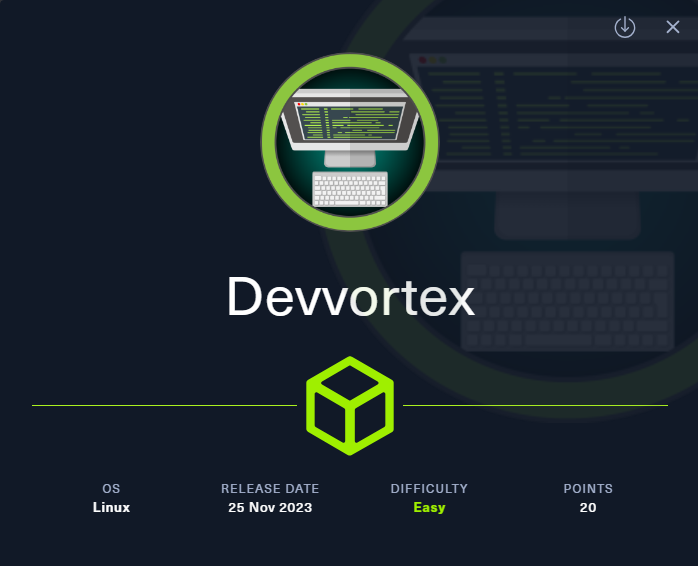 Devvortex
OS RELEASE DATE DIFFICULTY POINTS
Linux 25 Nov 2023 Easy 20